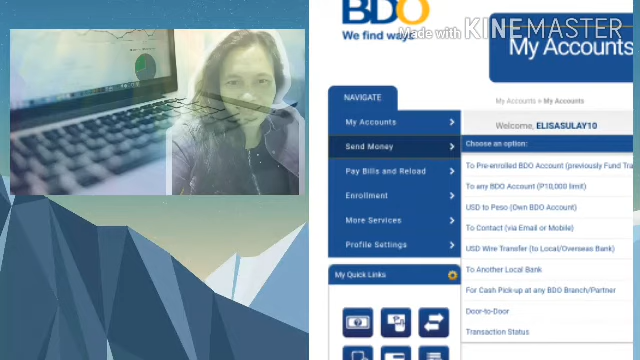 BDO
We find ways
Made with KINEMASTER
My Accounts
NAVIGATE
My Accounts » My Accounts
My Accounts
Welcome, ELISASULAY10
Send Money
Choose an option:
Pay Bills and Reload
To Pre-enrolled BDO Account (previously Fund Tra
Enrollment
To any BDO Account (P10,000 limit)
More Services
USD to Peso (Own BDO Account)
Profile Settings
To Contact (via Email or Mobile)
USD Wire Transfer (to Local/Overseas Bank)
My Quick Links
To Another Local Bank
For Cash Pick-up at any BDO Branch/Partner
Door-to-Door
Transaction Status